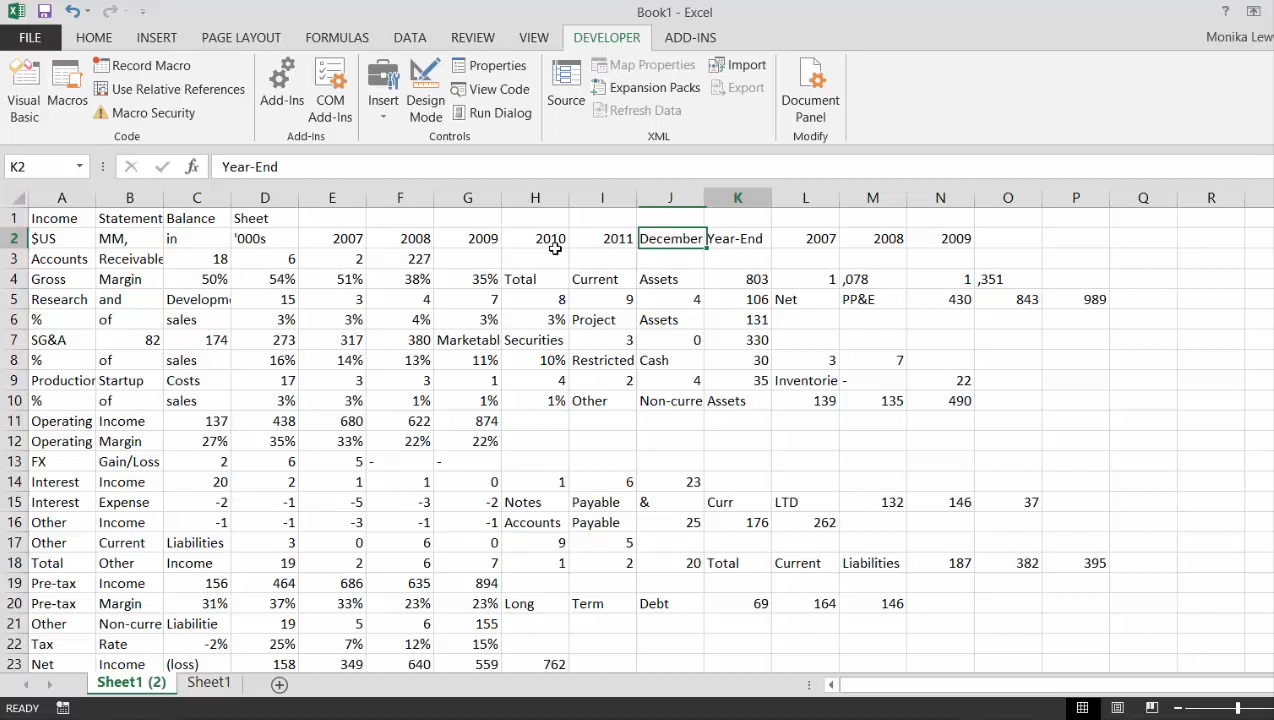 Book1 - Excel
?
FILE HOME INSERT PAGE LAYOUT FORMULAS DATA REVIEW VIEW DEVELOPER ADD-INS Monika Lew
Visual Basic
Macros
Record Macro
Use Relative References
Macro Security
Code
Add-Ins
COM Add-Ins
Add-Ins
Insert
Design Mode
Properties
View Code
Run Dialog
Controls
Source
Map Properties
Expansion Packs
Refresh Data
Import
Export
XML
Document Panel
Modify
K2 fx Year-End
A B C D E F G H I J K L M N O P Q R
1 Income Statement Balance Sheet
2 $US MM, in '000s 2007 2008 2009 2010 2011 December Year-End 2007 2008 2009
3 Accounts Receivable 18 6 2 227
4 Gross Margin 50% 54% 51% 38% 35% Total Current Assets 803 1 ,078 1 ,351
5 Research and Developm 15 3 4 7 8 9 4 106 Net PP&E 430 843 989
6 % of sales 3% 3% 4% 3% 3% Project Assets 131
7 SG&A 82 174 273 317 380 Marketabl Securities 3 0 330
8 % of sales 16% 14% 13% 11% 10% Restricted Cash 30 3 7
9 Production Startup Costs 17 3 3 1 4 2 4 35 Inventorie - 22
10 % of sales 3% 3% 1% 1% 1% Other Non-curre Assets 139 135 490
11 Operating Income 137 438 680 622 874
12 Operating Margin 27% 35% 33% 22% 22%
13 FX Gain/Loss 2 6 5 - -
14 Interest Income 20 2 1 1 0 1 6 23
15 Interest Expense -2 -1 -5 -3 -2 Notes Payable & Curr LTD 132 146 37
16 Other Income -1 -1 -3 -1 -1 Accounts Payable 25 176 262
17 Other Current Liabilities 3 0 6 0 9 5
18 Total Other Income 19 2 6 7 1 2 20 Total Current Liabilities 187 382 395
19 Pre-tax Income 156 464 686 635 894
20 Pre-tax Margin 31% 37% 33% 23% 23% Long Term Debt 69 164 146
21 Other Non-curre Liabilitie 19 5 6 155
22 Tax Rate -2% 25% 7% 12% 15%
23 Net Income (loss) 158 349 640 559 762
Sheet1 (2) Sheet1
READY